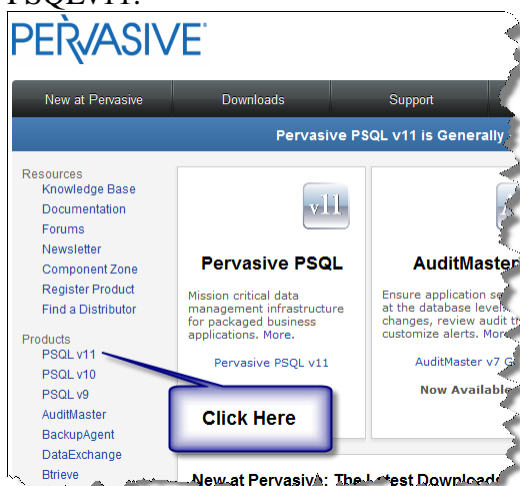 PSQLv11.
PERVASIVE
New at Pervasive Downloads Support
Pervasive PSQL v11 is Generally
Resources
Knowledge Base
Documentation
Forums
Newsletter
Component Zone
Register Product
Find a Distributor
Products
PSQL v11
PSQL v10
PSQL v9
AuditMaster
BackupAgent
DataExchange
Btrieve
v11
Pervasive PSQL
Mission critical data
management infrastructure
for packaged business
applications. More.
Pervasive PSQL v11
AuditMaster
Ensure application
at the database level.
changes, review audit
customize alerts.
AuditMaster v7
Now Available
Click Here
New at Pervasive: The Latest Downloads